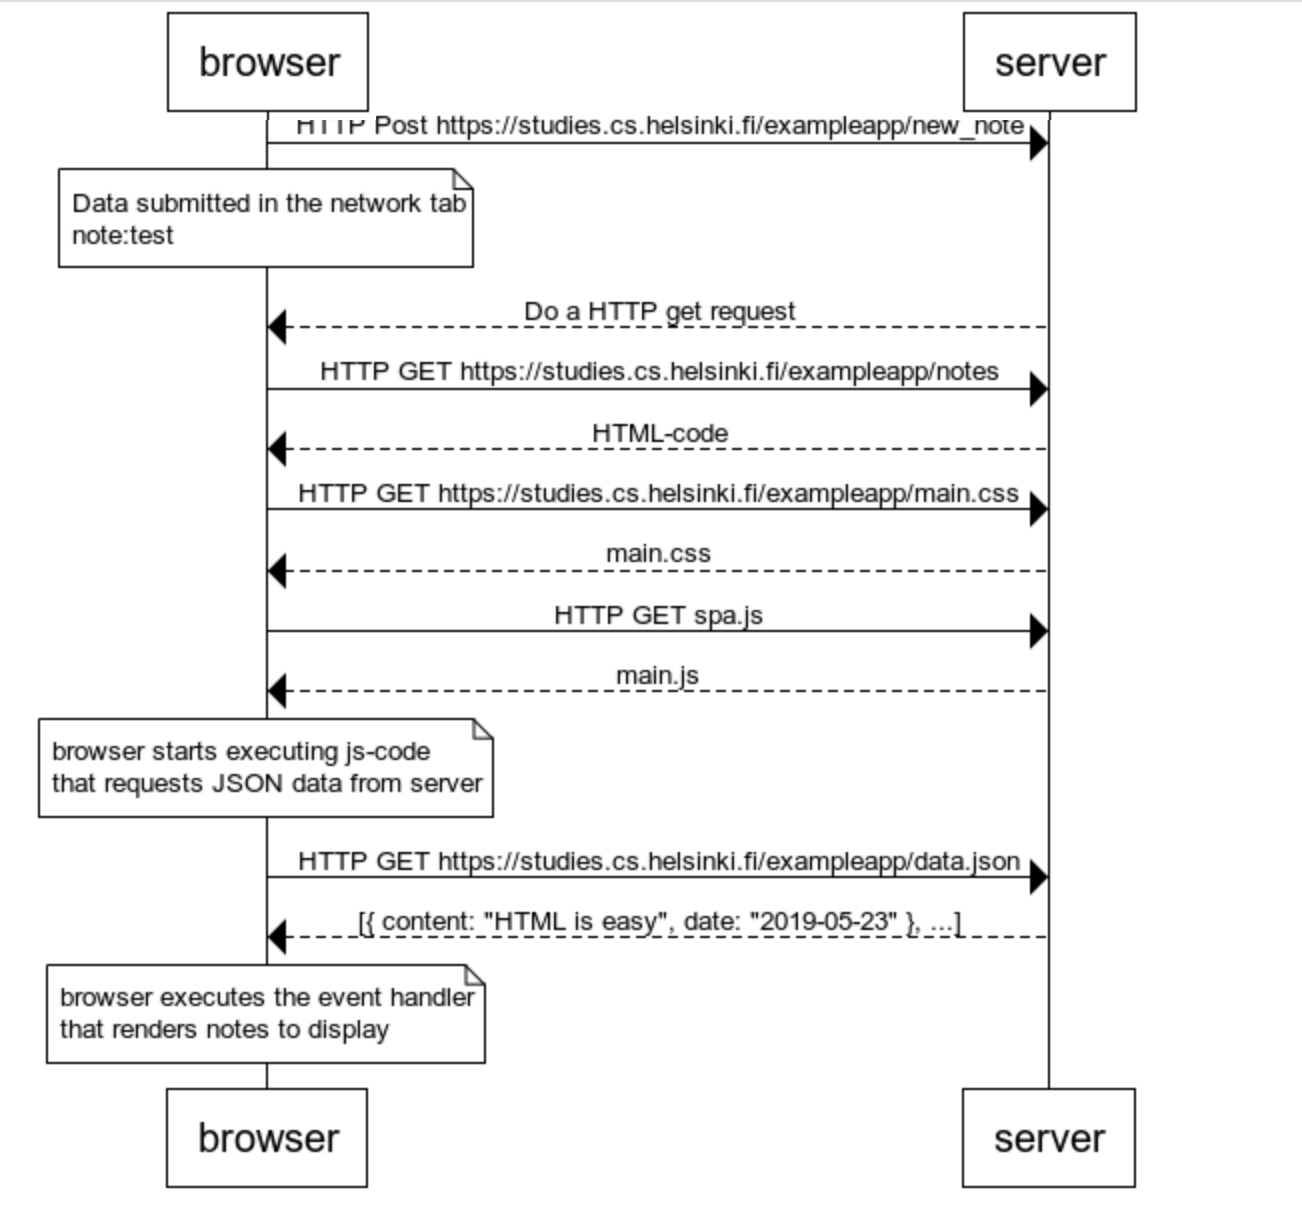 browser
server
HTTP Post https://studies.cs.helsinki.fi/exampleapp/new_note
Data submitted in the network tab
note:test
Do a HTTP get request
HTTP GET https://studies.cs.helsinki.fi/exampleapp/notes
HTML-code
HTTP GET https://studies.cs.helsinki.fi/exampleapp/main.css
main.css
HTTP GET spa.js
main.js
browser starts executing js-code
that requests JSON data from server
HTTP GET https://studies.cs.helsinki.fi/exampleapp/data.json
[{ content: "HTML is easy", date: "2019-05-23" }, ...]
browser executes the event handler
that renders notes to display
browser
server